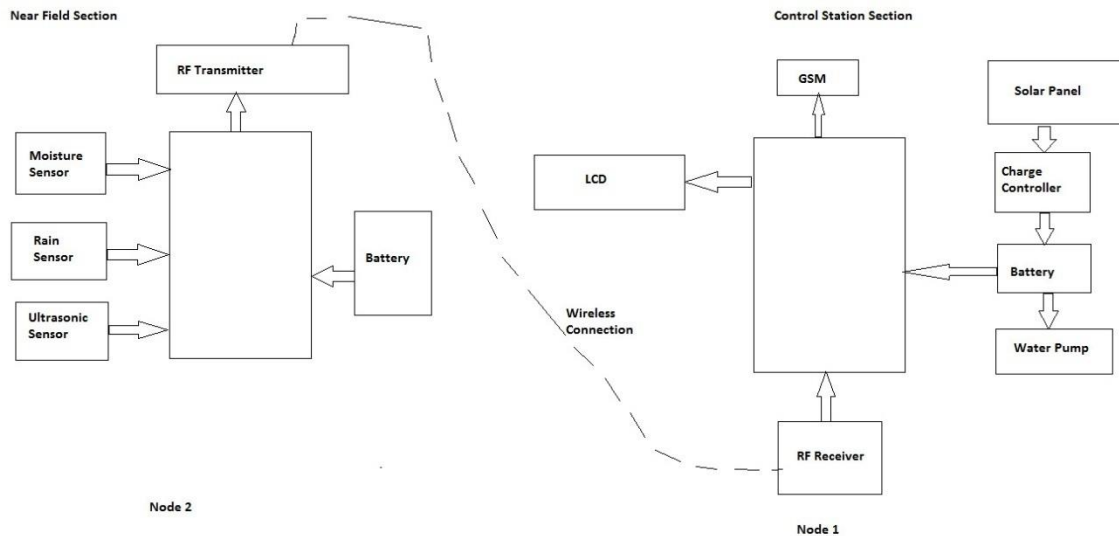 Near Field Section
Control Station Section
RF Transmitter
GSM
Solar Panel
Moisture
Sensor
LCD
Charge
Controller
Rain
Sensor
Battery
Battery
Ultrasonic
Sensor
Wireless
Connection
Water Pump
RF Receiver
Node 2
Node 1